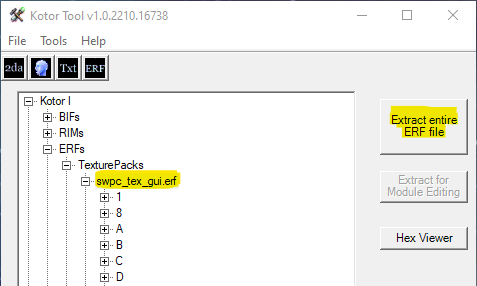 Kotor Tool v1.0.2210.16738
File Tools Help
2da Txt ERF
Kotor I
BIFs
RIMs
ERFs
TexturePacks
swpc_tex_gui.erf
1
8
A
B
C
D
Extract entire
ERF file
Extract for
Module Editing
Hex Viewer